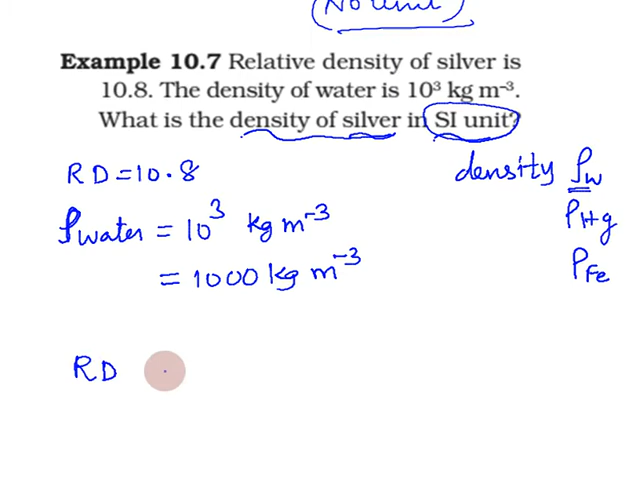 (No unit)
Example 10.7 Relative density of silver is
10.8. The density of water is 10³ kg m⁻³.
What is the density of silver in SI unit?
RD = 10.8
density ρw
ρwater = 10³ kg m⁻³
ρHg
= 1000 kg m⁻³
ρFe
RD